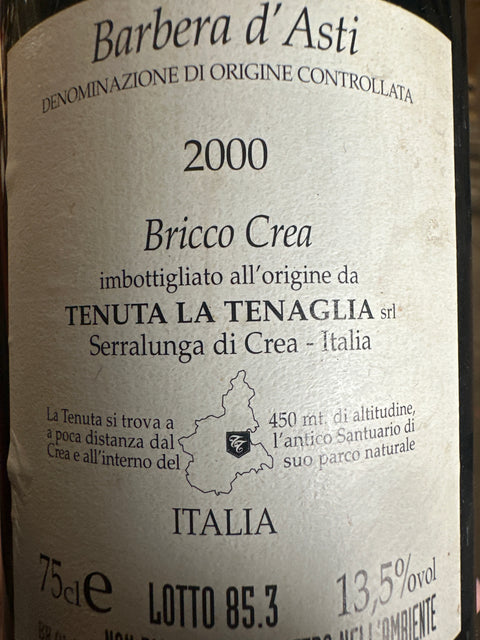 Barbera d'Asti
DENOMINAZIONE DI ORIGINE CONTROLLATA
2000
Bricco Crea
imbottigliato all'origine da
TENUTA LA TENAGLIA srl
Serralunga di Crea - Italia
La Tenuta si trova a 450 mt. di altitudine,
a poca distanza dal l'antico Santuario di
Crea e all'interno del suo parco naturale
ITALIA
75cl e LOTTO 85.3 13,5%vol
NELL'AMBIENTE